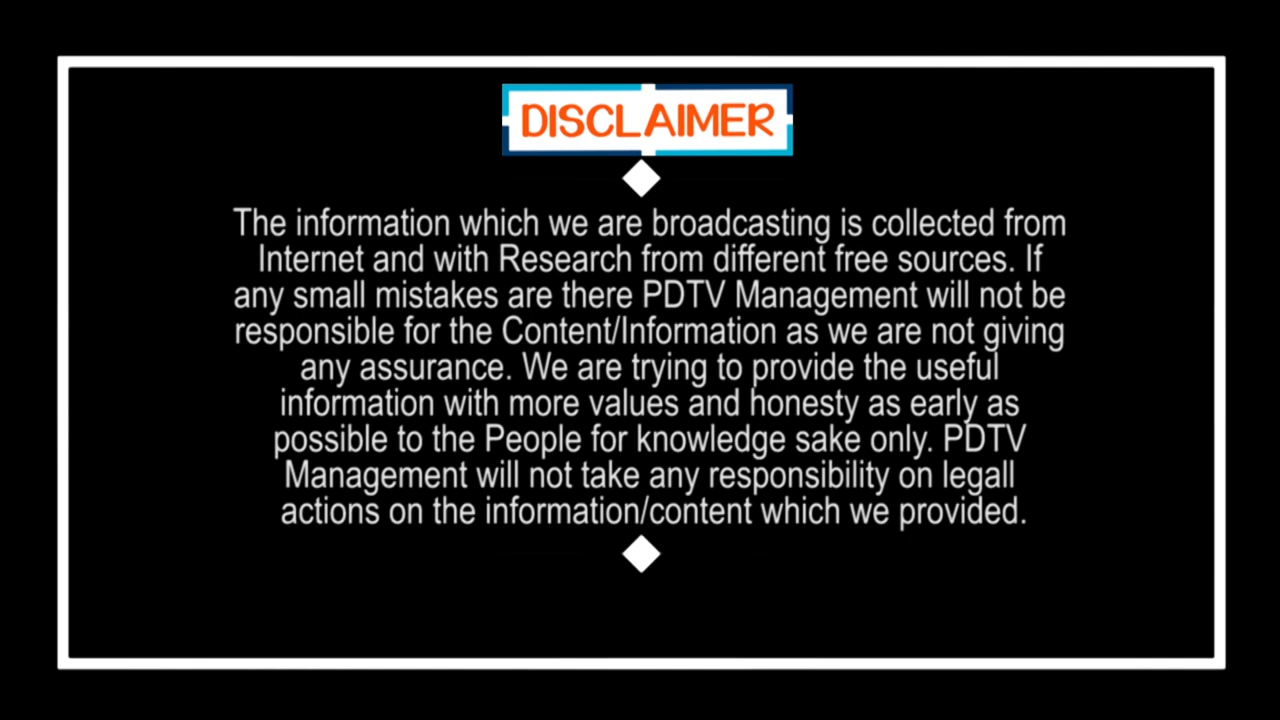 DISCLAIMER
The information which we are broadcasting is collected from
Internet and with Research from different free sources. If
any small mistakes are there PDTV Management will not be
responsible for the Content/Information as we are not giving
any assurance. We are trying to provide the useful
information with more values and honesty as early as
possible to the People for knowledge sake only. PDTV
Management will not take any responsibility on legall
actions on the information/content which we provided.